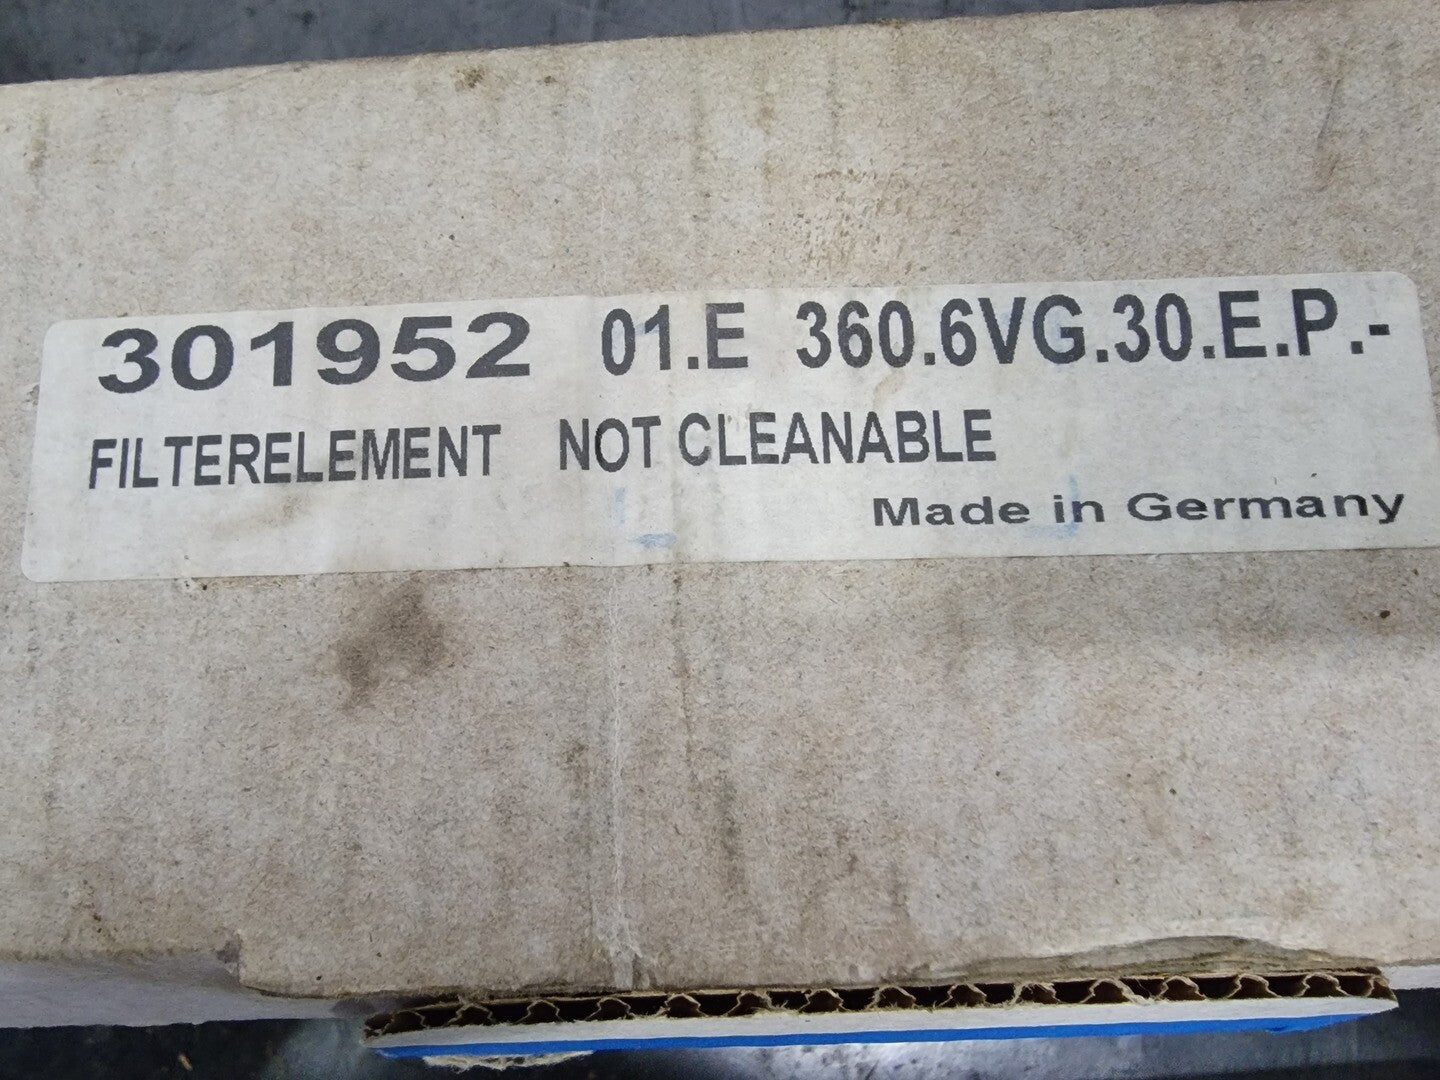 301952 01.E 360.6VG.30.E.P.-
FILTERELEMENT NOT CLEANABLE
Made in Germany